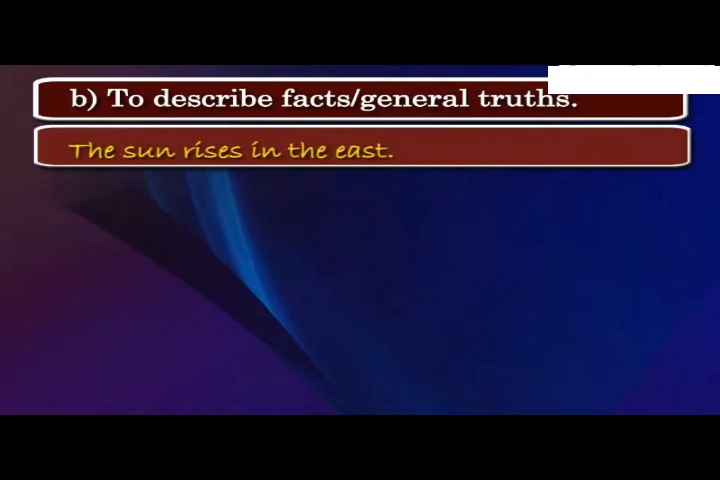 b) To describe facts/general truths.
The sun rises in the east.